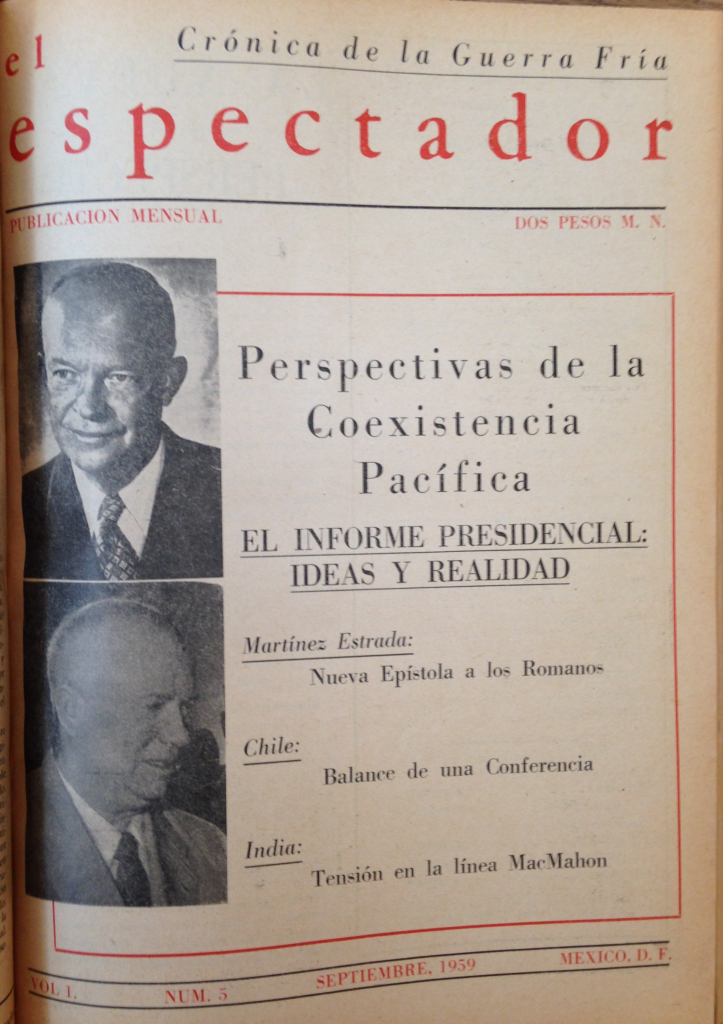 Crónica de la Guerra Fría
el
espectador
PUBLICACION MENSUAL
DOS PESOS M. N.
Perspectivas de la
Coexistencia
Pacífica
EL INFORME PRESIDENCIAL:
IDEAS Y REALIDAD
Martínez Estrada:
Nueva Epístola a los Romanos
Chile:
Balance de una Conferencia
India:
Tensión en la línea MacMahon
VOL I.
NUM. 5
SEPTIEMBRE, 1959
MEXICO, D. F.